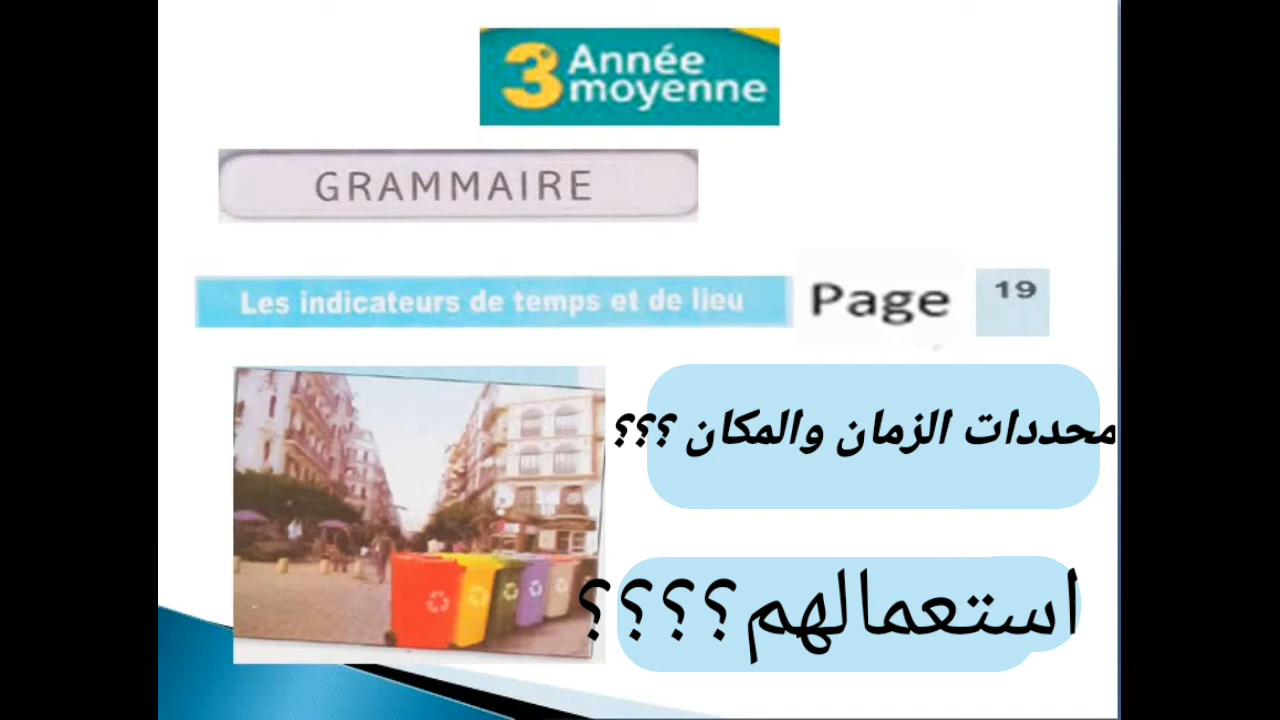 3 Année
moyenne
GRAMMAIRE
Les indicateurs de temps et de lieu Page 19
محددات الزمان والمكان ؟؟؟
استعمالهم؟؟؟؟